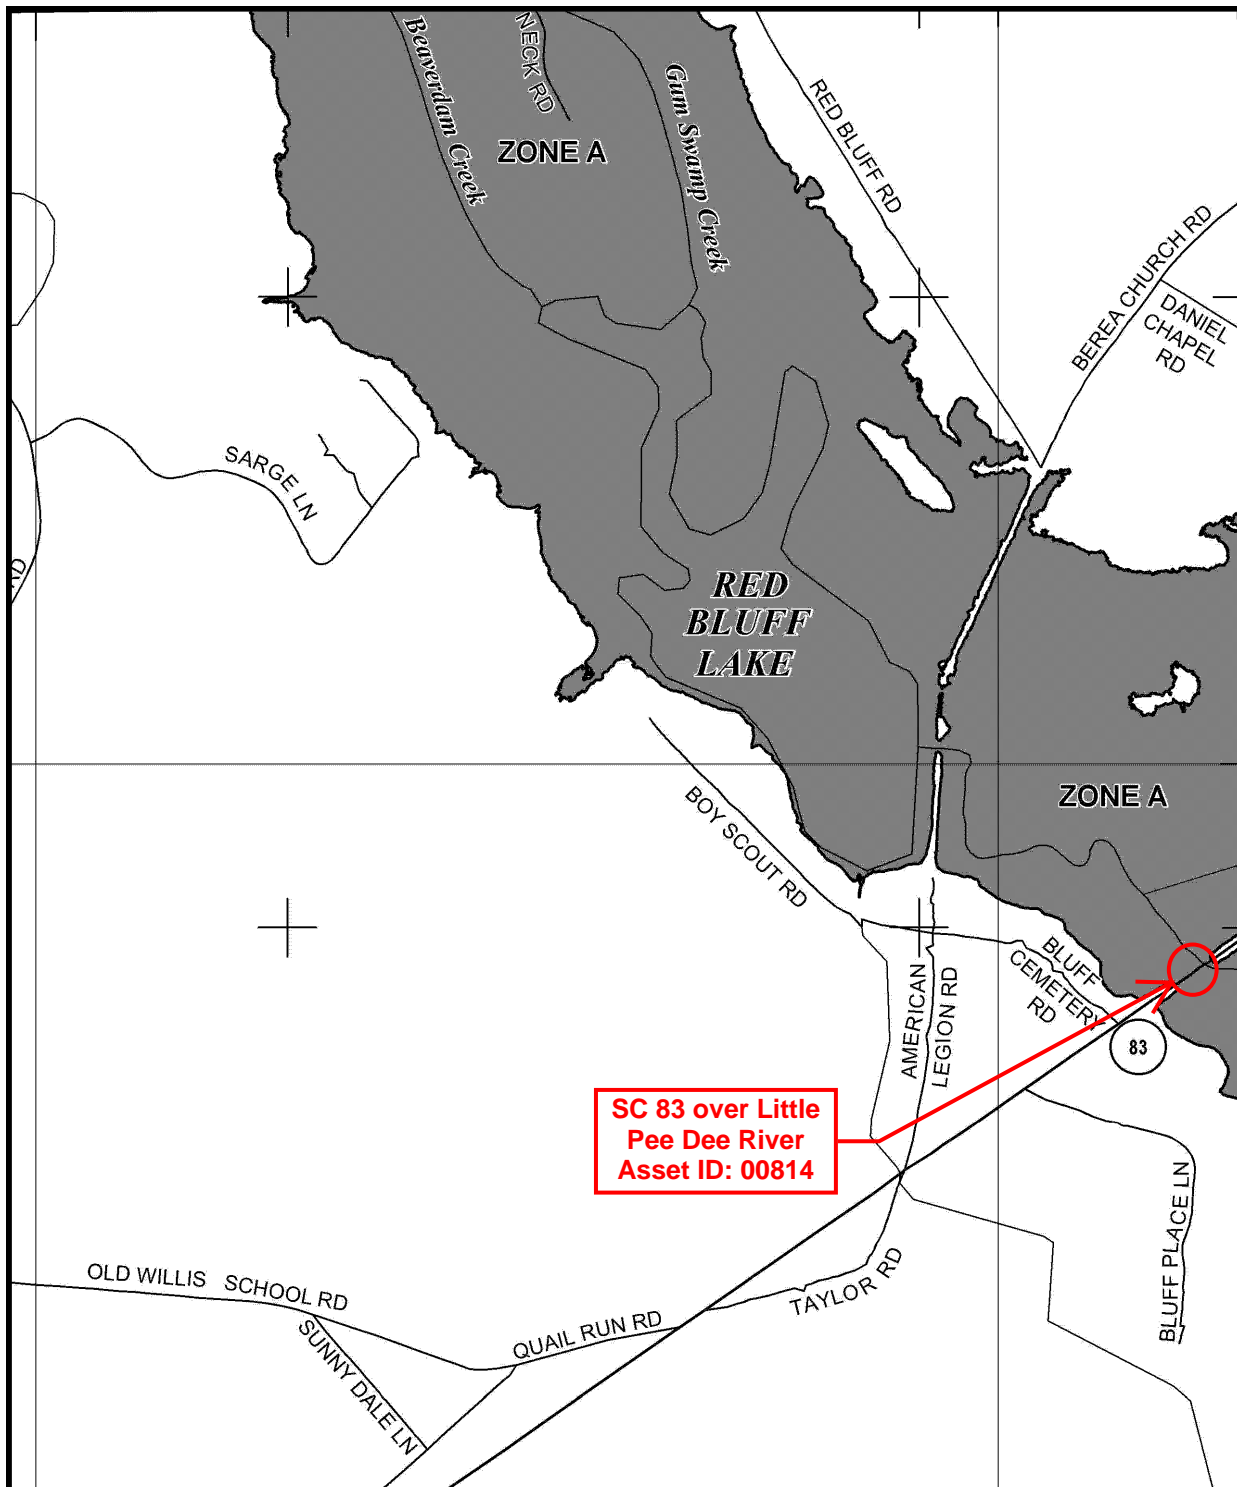 Beaverdam Creek
NECK RD
ZONE A
Gum Swamp Creek
RED BLUFF RD
BEREA CHURCH RD
DANIEL
CHAPEL
RD
SARGE LN
RD
RED
BLUFF
LAKE
ZONE A
BOY SCOUT RD
BLUFF
CEMETERY
RD
AMERICAN
LEGION RD
83
SC 83 over Little
Pee Dee River
Asset ID: 00814
BLUFF PLACE LN
TAYLOR RD
OLD WILLIS SCHOOL RD
QUAIL RUN RD
SUNNY DALE LN